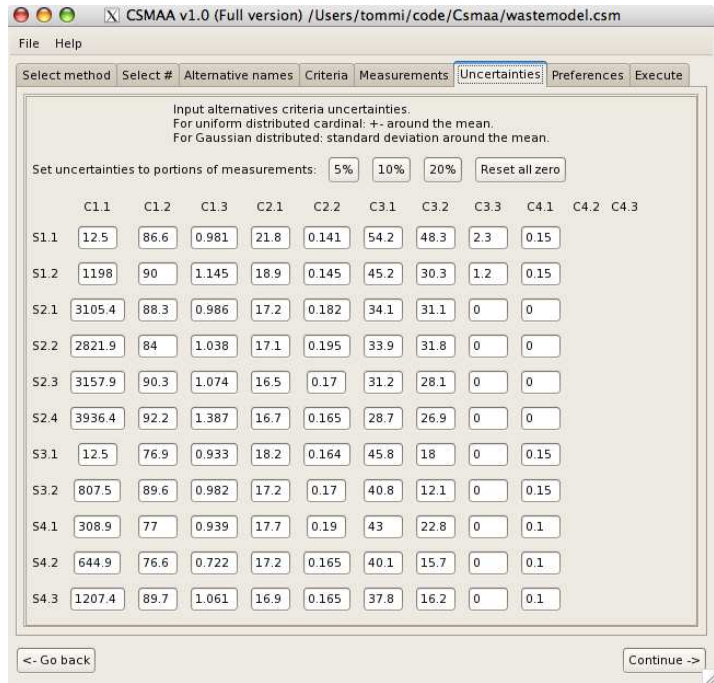 CSMAA v1.0 (Full version) /Users/tommi/code/Csmaa/wastemodel.csm
File Help
Select method Select # Alternative names Criteria Measurements Uncertainties Preferences Execute
Input alternatives criteria uncertainties.
For uniform distributed cardinal: +- around the mean.
For Gaussian distributed: standard deviation around the mean.
Set uncertainties to portions of measurements: 5% 10% 20% Reset all zero
C1.1 C1.2 C1.3 C2.1 C2.2 C3.1 C3.2 C3.3 C4.1 C4.2 C4.3
S1.1 12.5 86.6 0.981 21.8 0.141 54.2 48.3 2.3 0.15
S1.2 1198 90 1.145 18.9 0.145 45.2 30.3 1.2 0.15
S2.1 3105.4 88.3 0.986 17.2 0.182 34.1 31.1 0 0
S2.2 2821.9 84 1.038 17.1 0.195 33.9 31.8 0 0
S2.3 3157.9 90.3 1.074 16.5 0.17 31.2 28.1 0 0
S2.4 3936.4 92.2 1.387 16.7 0.165 28.7 26.9 0 0
S3.1 12.5 76.9 0.933 18.2 0.164 45.8 18 0 0.15
S3.2 807.5 89.6 0.982 17.2 0.17 40.8 12.1 0 0.15
S4.1 308.9 77 0.939 17.7 0.19 43 22.8 0 0.1
S4.2 644.9 76.6 0.722 17.2 0.165 40.1 15.7 0 0.1
S4.3 1207.4 89.7 1.061 16.9 0.165 37.8 16.2 0 0.1
<- Go back Continue ->